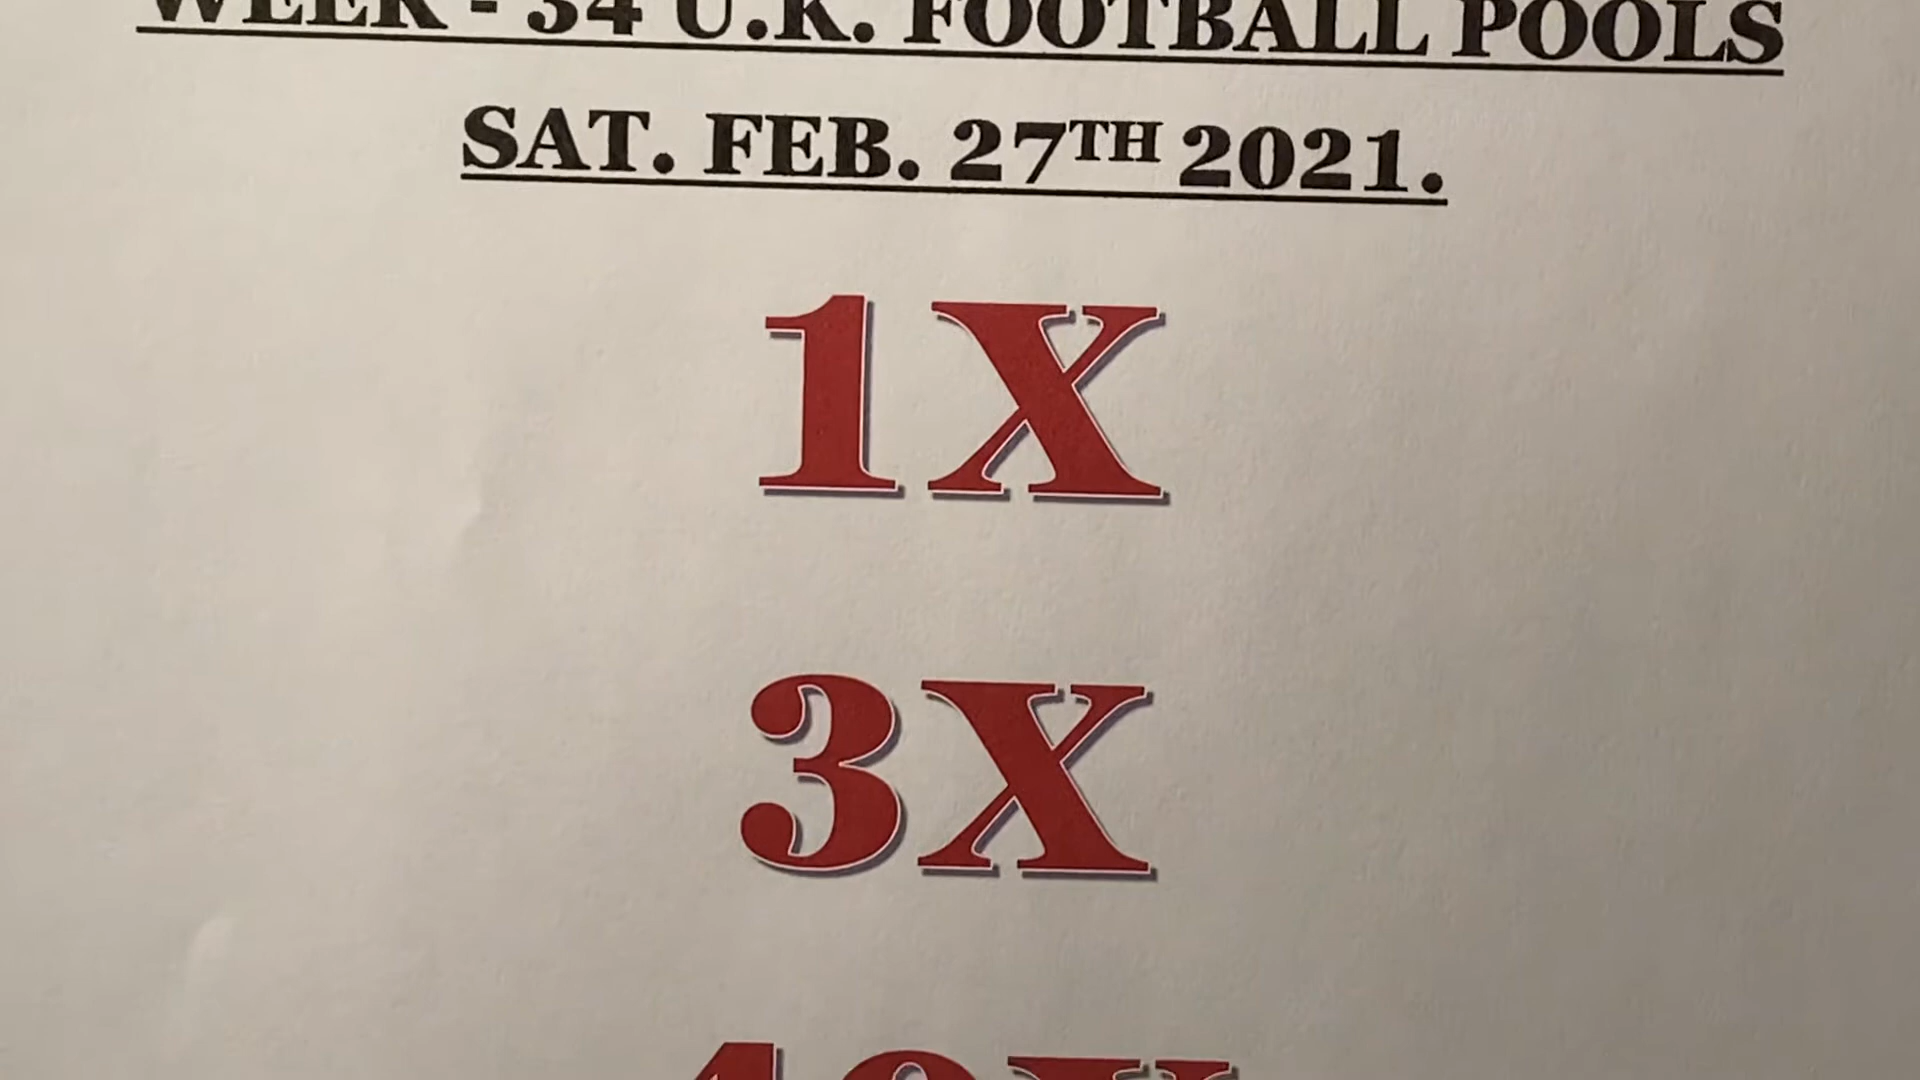 WEEK - 34 U.K. FOOTBALL POOLS
SAT. FEB. 27TH 2021.
1X
3X